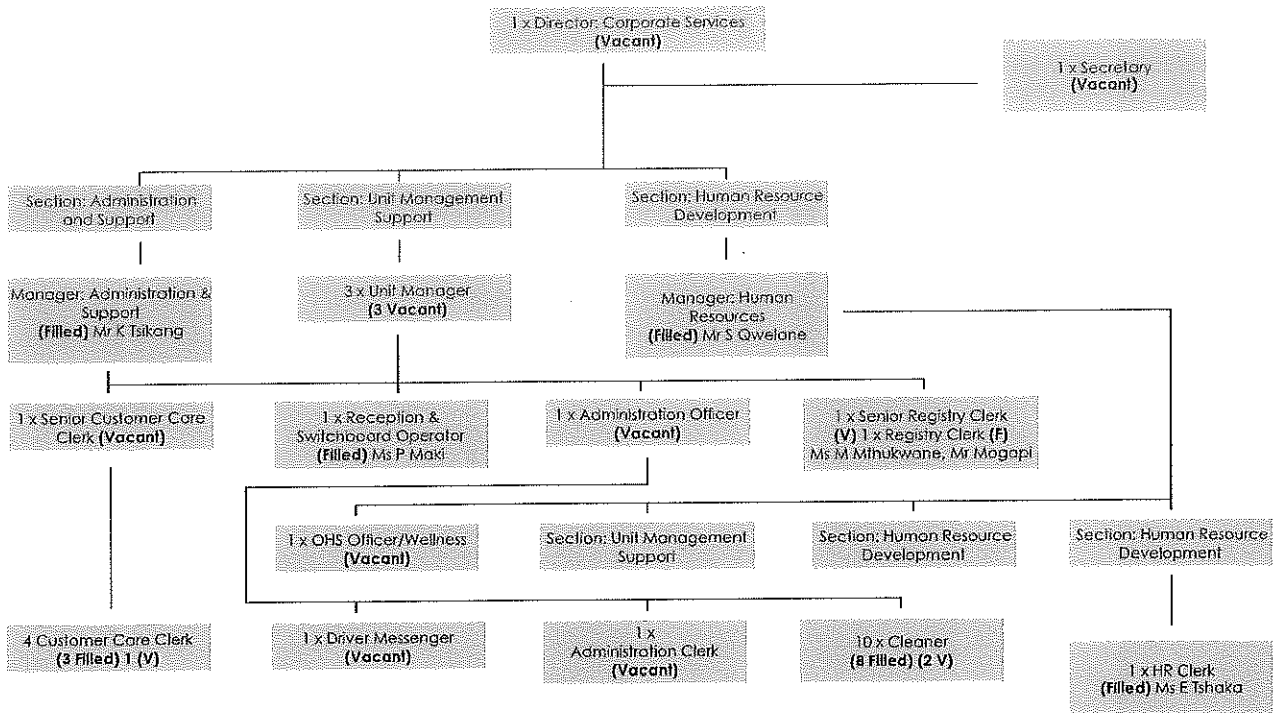 1 x Director: Corporate Services
(Vacant)
1 x Secretary
(Vacant)
Section: Administration
and Support
Section: Unit Management
Support
Section: Human Resource
Development
Manager: Administration &
Support
(Filled) Mr K Tsikang
3 x Unit Manager
(3 Vacant)
Manager: Human
Resources
(Filled) Mr S Qwelane
1 x Senior Customer Care
Clerk (Vacant)
1 x Reception &
Switchboard Operator
(Filled) Ms P Maki
1 x Administration Officer
(Vacant)
1 x Senior Registry Clerk
(V) 1 x Registry Clerk (F)
Ms M Mthukwane, Mr Mogapi
1 x OHS Officer/Wellness
(Vacant)
Section: Unit Management
Support
Section: Human Resource
Development
Section: Human Resource
Development
4 Customer Care Clerk
(3 Filled) 1 (V)
1 x Driver Messenger
(Vacant)
1 x
Administration Clerk
(Vacant)
10 x Cleaner
(8 Filled) (2 V)
1 x HR Clerk
(Filled) Ms E Tshaka